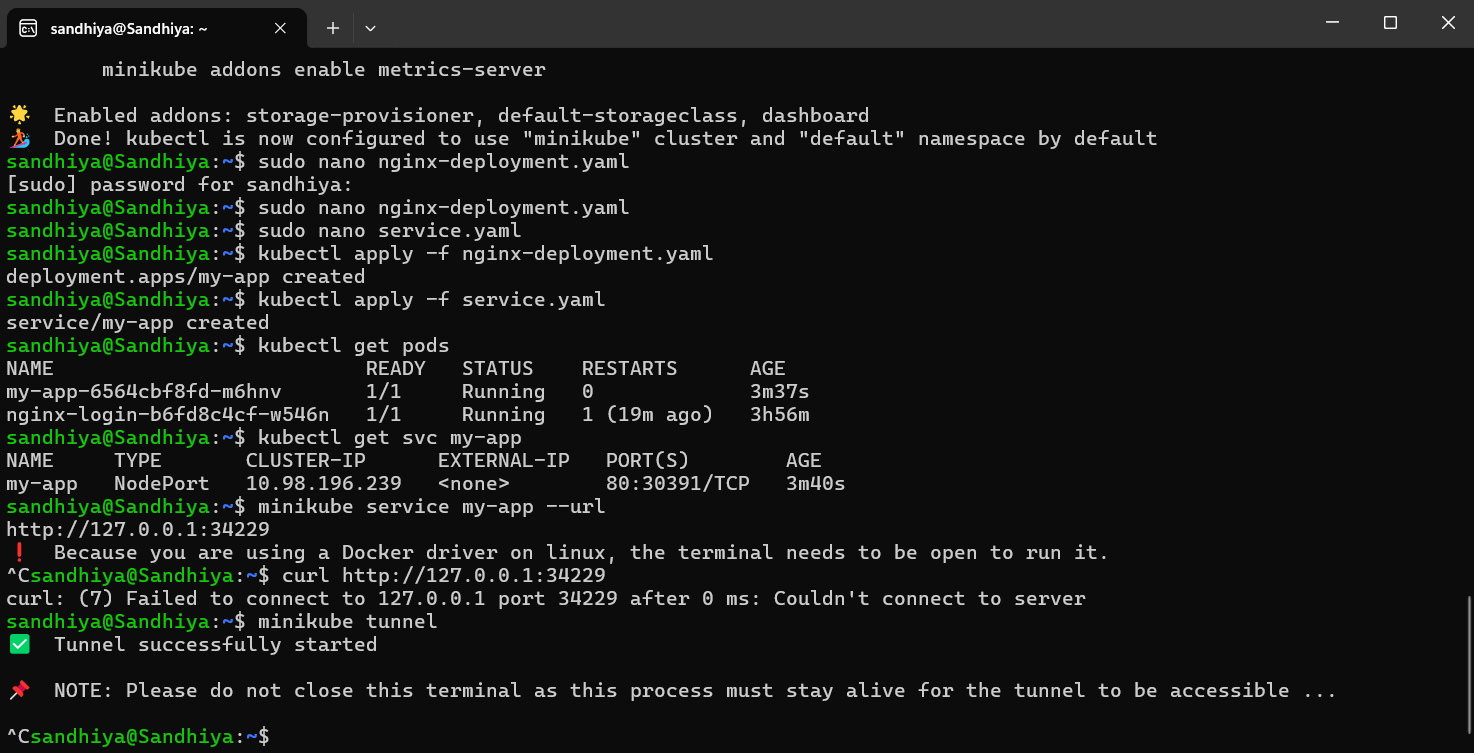 sandhiya@Sandhiya: ~
minikube addons enable metrics-server
🌟  Enabled addons: storage-provisioner, default-storageclass, dashboard
🏄  Done! kubectl is now configured to use "minikube" cluster and "default" namespace by default
sandhiya@Sandhiya:~$ sudo nano nginx-deployment.yaml
[sudo] password for sandhiya:
sandhiya@Sandhiya:~$ sudo nano nginx-deployment.yaml
sandhiya@Sandhiya:~$ sudo nano service.yaml
sandhiya@Sandhiya:~$ kubectl apply -f nginx-deployment.yaml
deployment.apps/my-app created
sandhiya@Sandhiya:~$ kubectl apply -f service.yaml
service/my-app created
sandhiya@Sandhiya:~$ kubectl get pods
NAME                          READY   STATUS    RESTARTS      AGE
my-app-6564cbf8fd-m6hnv       1/1     Running   0             3m37s
nginx-login-b6fd8c4cf-w546n   1/1     Running   1 (19m ago)   3h56m
sandhiya@Sandhiya:~$ kubectl get svc my-app
NAME     TYPE       CLUSTER-IP      EXTERNAL-IP   PORT(S)        AGE
my-app   NodePort   10.98.196.239   <none>        80:30391/TCP   3m40s
sandhiya@Sandhiya:~$ minikube service my-app --url
http://127.0.0.1:34229
❗  Because you are using a Docker driver on linux, the terminal needs to be open to run it.
^Csandhiya@Sandhiya:~$ curl http://127.0.0.1:34229
curl: (7) Failed to connect to 127.0.0.1 port 34229 after 0 ms: Couldn't connect to server
sandhiya@Sandhiya:~$ minikube tunnel
✅  Tunnel successfully started
📌  NOTE: Please do not close this terminal as this process must stay alive for the tunnel to be accessible ...
^Csandhiya@Sandhiya:~$